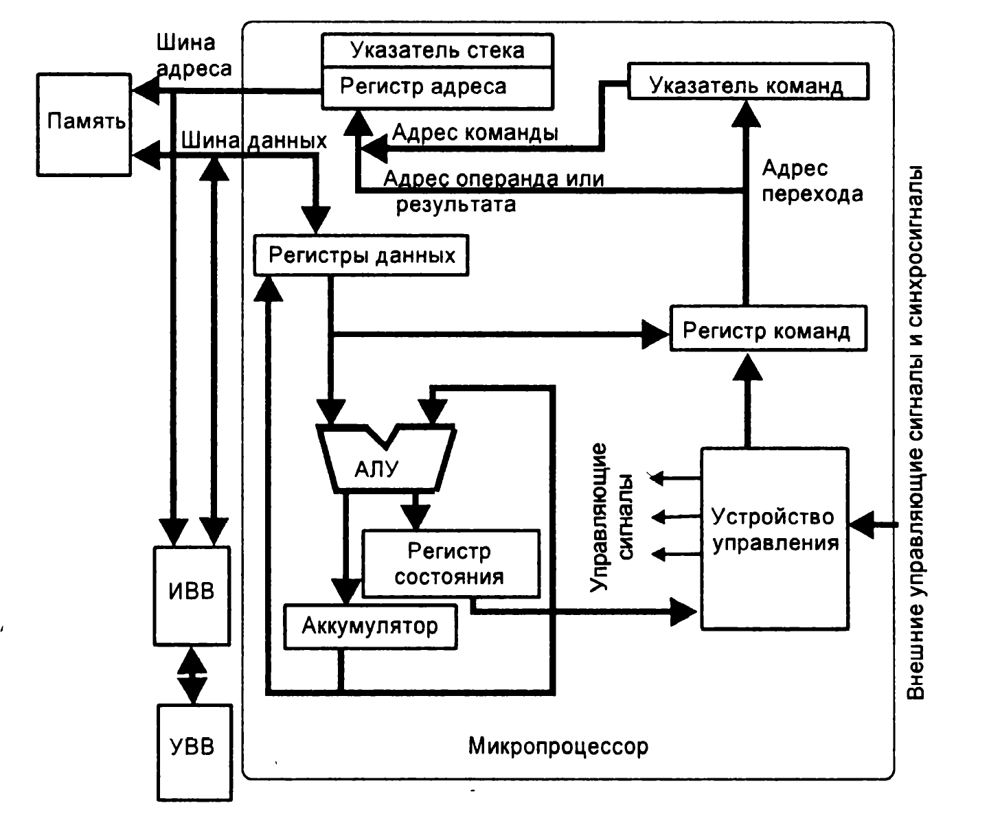 Шина
адреса
Указатель стека
Регистр адреса
Указатель команд
Память
Шина данных
Адрес команды
Адрес операнда или
результата
Адрес
перехода
Регистры данных
Регистр команд
АЛУ
Управляющие
сигналы
Устройство
управления
Внешние управляющие сигналы и синхросигналы
Регистр
состояния
ИВВ
Аккумулятор
УВВ
Микропроцессор